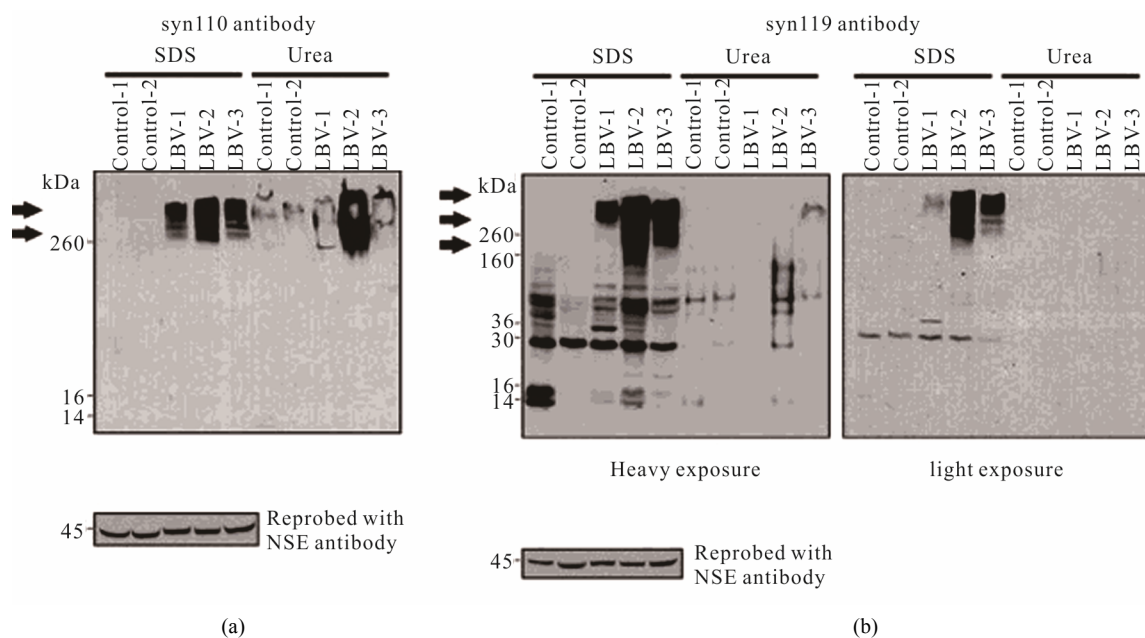 syn110 antibody
SDS Urea
Control-1 Control-2 LBV-1 LBV-2 LBV-3 Control-1 Control-2 LBV-1 LBV-2 LBV-3
kDa
260
16
14
45
Reprobed with
NSE antibody
(a)
syn119 antibody
SDS Urea SDS Urea
Control-1 Control-2 LBV-1 LBV-2 LBV-3 Control-1 Control-2 LBV-1 LBV-2 LBV-3 Control-1 Control-2 LBV-1 LBV-2 LBV-3 Control-1 Control-2 LBV-1 LBV-2 LBV-3
kDa
260
160
36
30
16
14
Heavy exposure light exposure
45
Reprobed with
NSE antibody
(b)